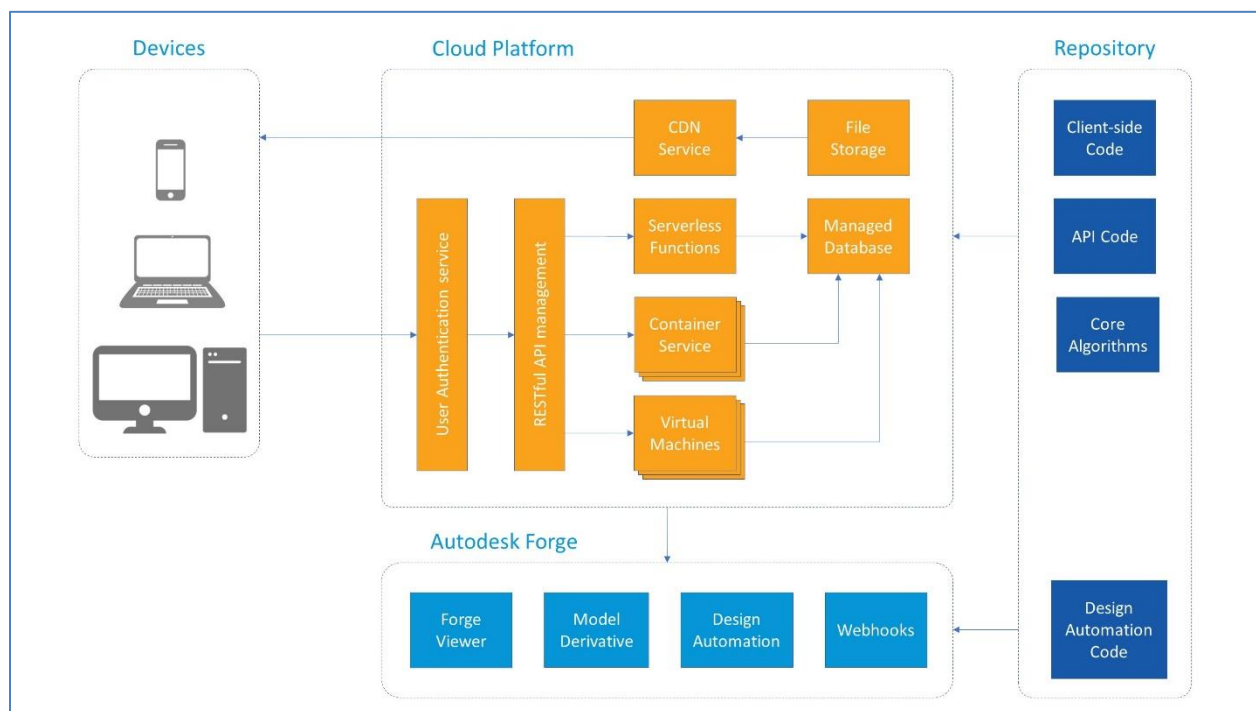 Devices
Cloud Platform
Repository
CDN
Service
File
Storage
Client-side
Code
User Authentication service
RESTful API management
Serverless
Functions
Managed
Database
API Code
Container
Service
Core
Algorithms
Virtual
Machines
Autodesk Forge
Forge
Viewer
Model
Derivative
Design
Automation
Webhooks
Design
Automation
Code